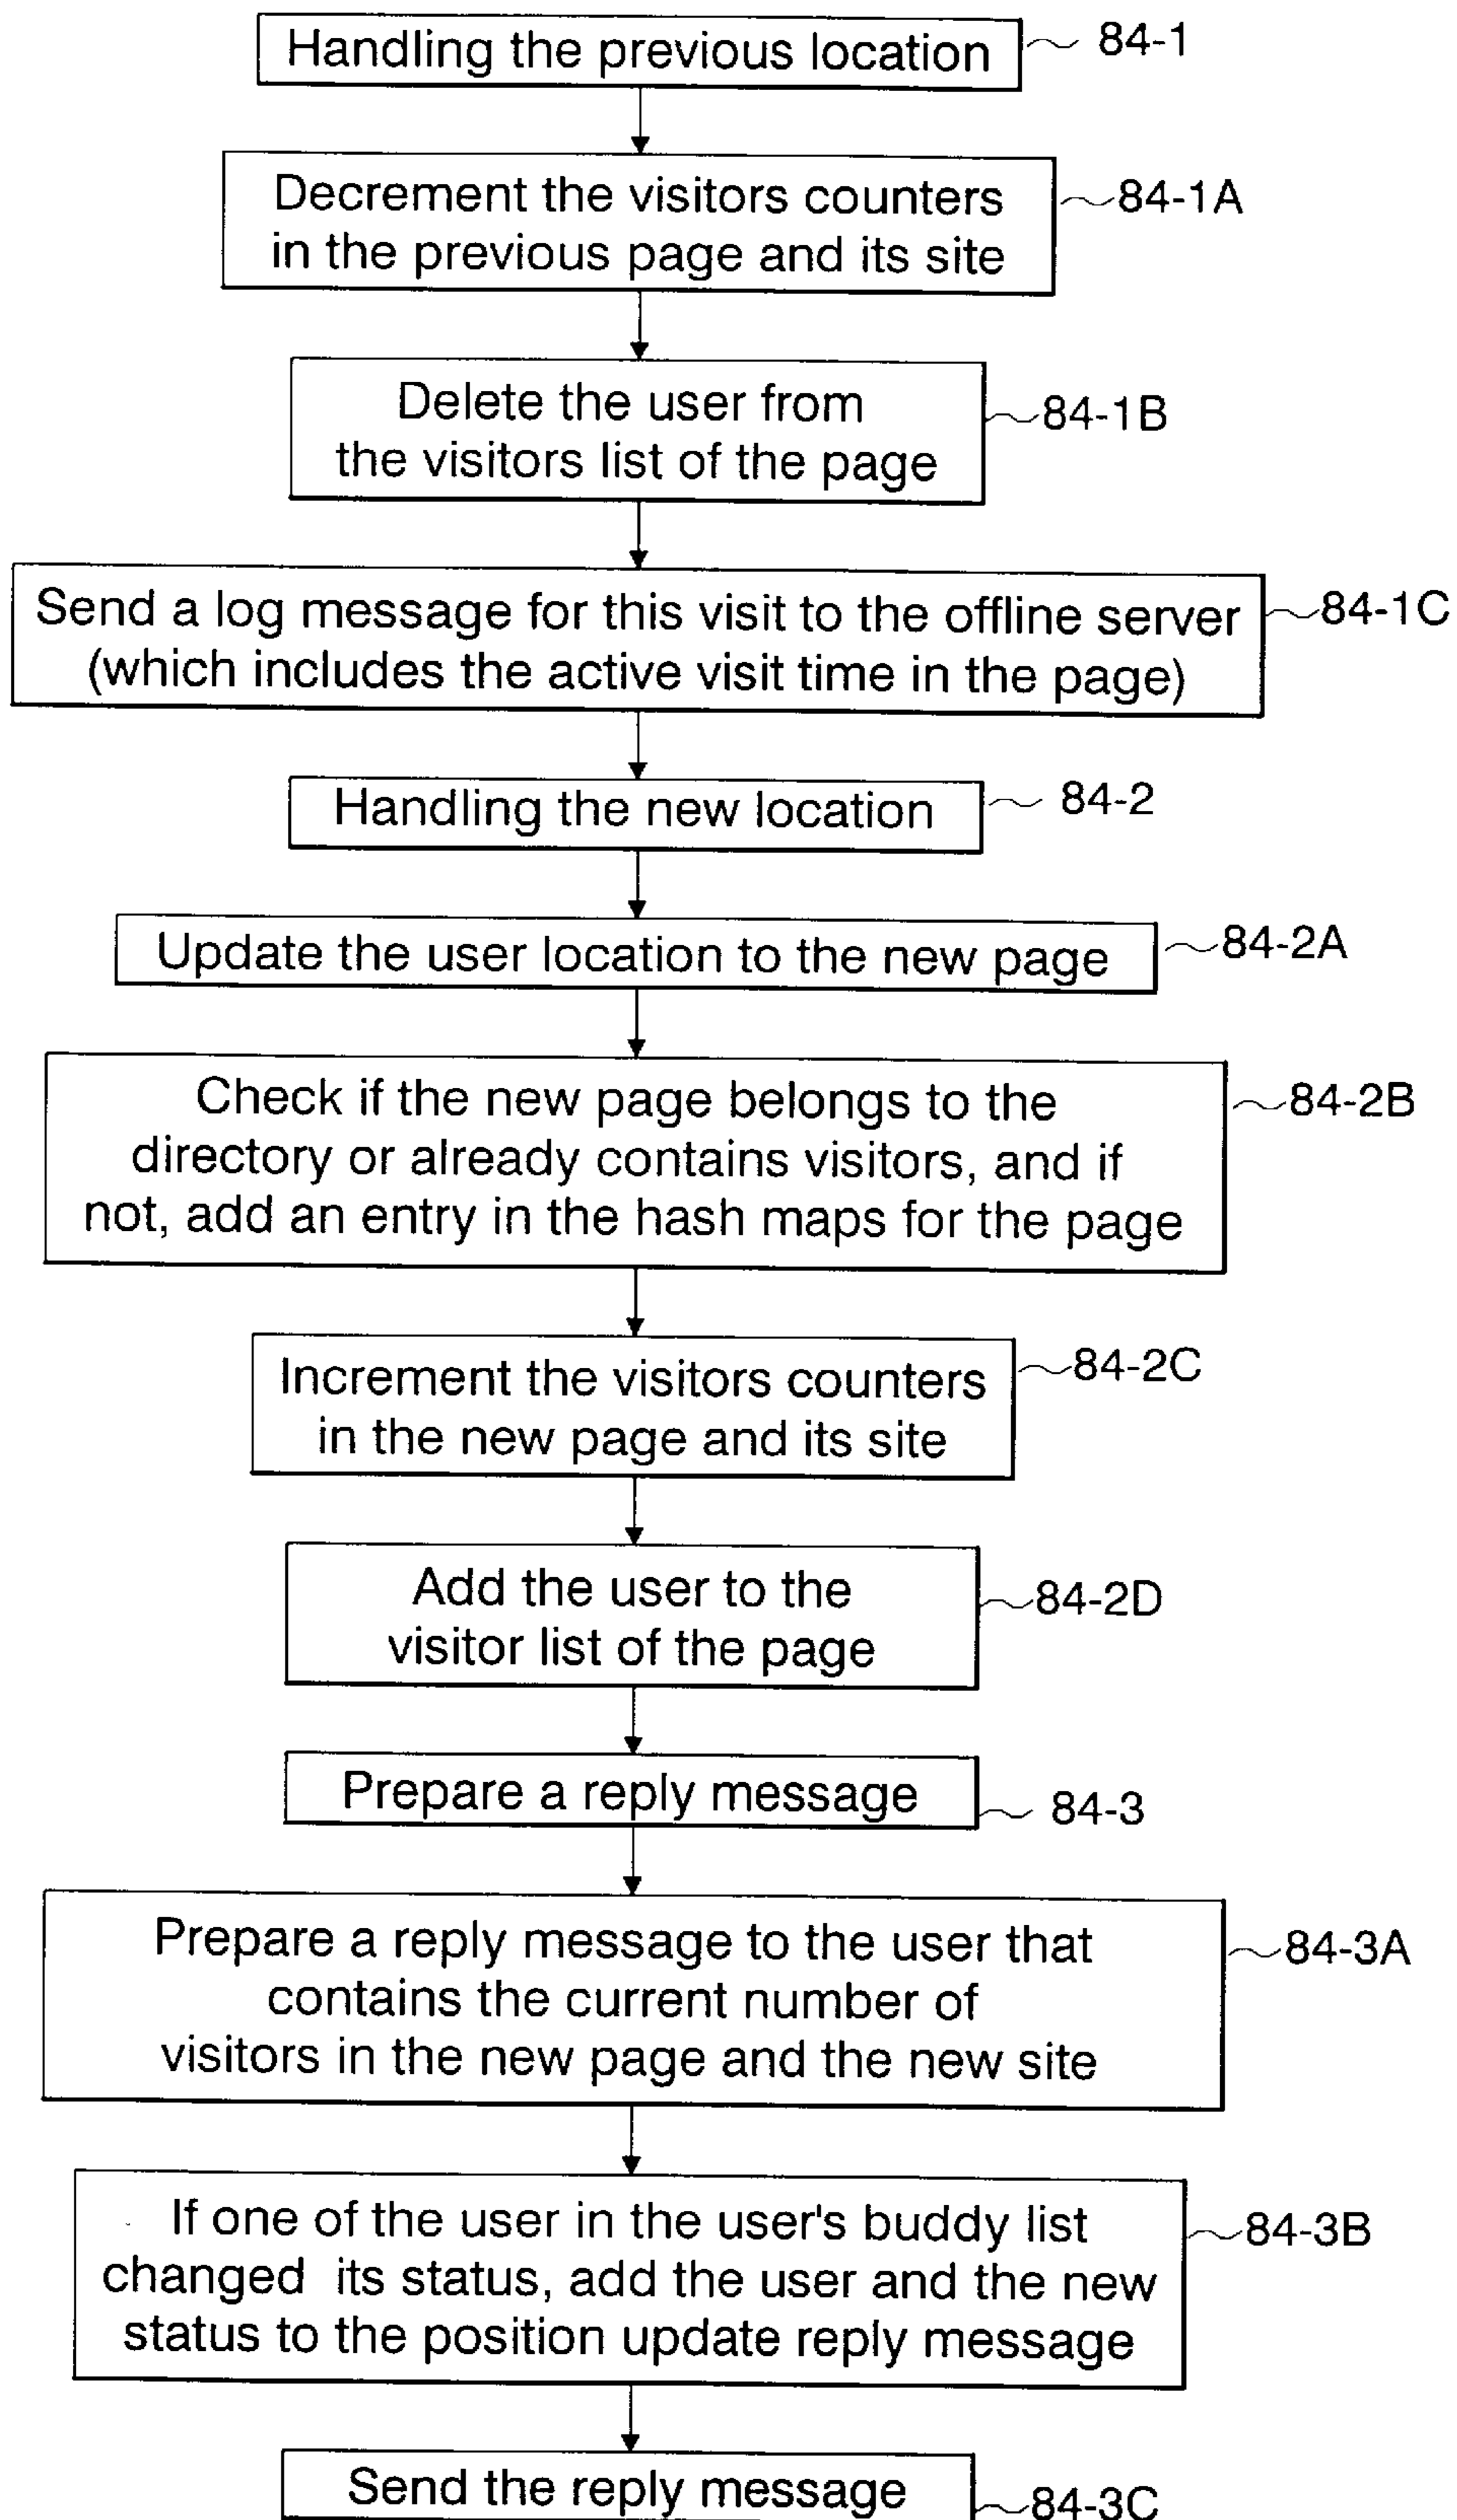 Handling the previous location
84-1
Decrement the visitors counters
in the previous page and its site
84-1A
Delete the user from
the visitors list of the page
84-1B
Send a log message for this visit to the offline server
(which includes the active visit time in the page)
84-1C
Handling the new location
84-2
Update the user location to the new page
84-2A
Check if the new page belongs to the
directory or already contains visitors, and if
not, add an entry in the hash maps for the page
84-2B
Increment the visitors counters
in the new page and its site
84-2C
Add the user to the
visitor list of the page
84-2D
Prepare a reply message
84-3
Prepare a reply message to the user that
contains the current number of
visitors in the new page and the new site
84-3A
If one of the user in the user's buddy list
changed its status, add the user and the new
status to the position update reply message
84-3B
Send the reply message
84-3C